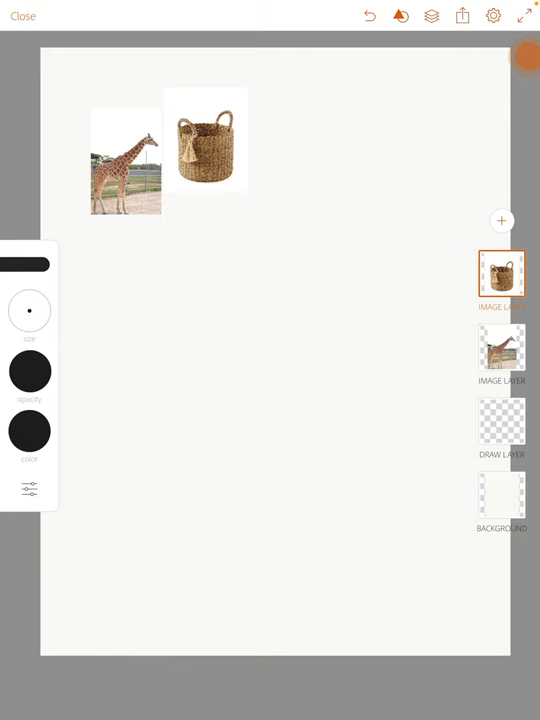 Close
size
opacity
color
IMAGE LAYER
IMAGE LAYER
DRAW LAYER
BACKGROUND